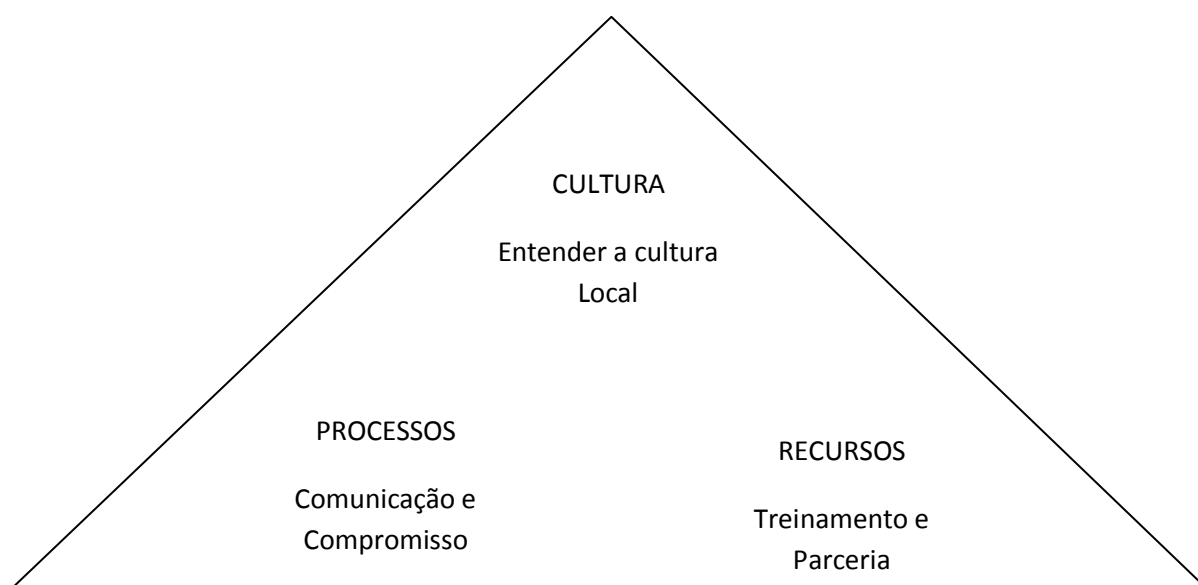 CULTURA
Entender a cultura
Local
PROCESSOS
Comunicação e
Compromisso
RECURSOS
Treinamento e
Parceria